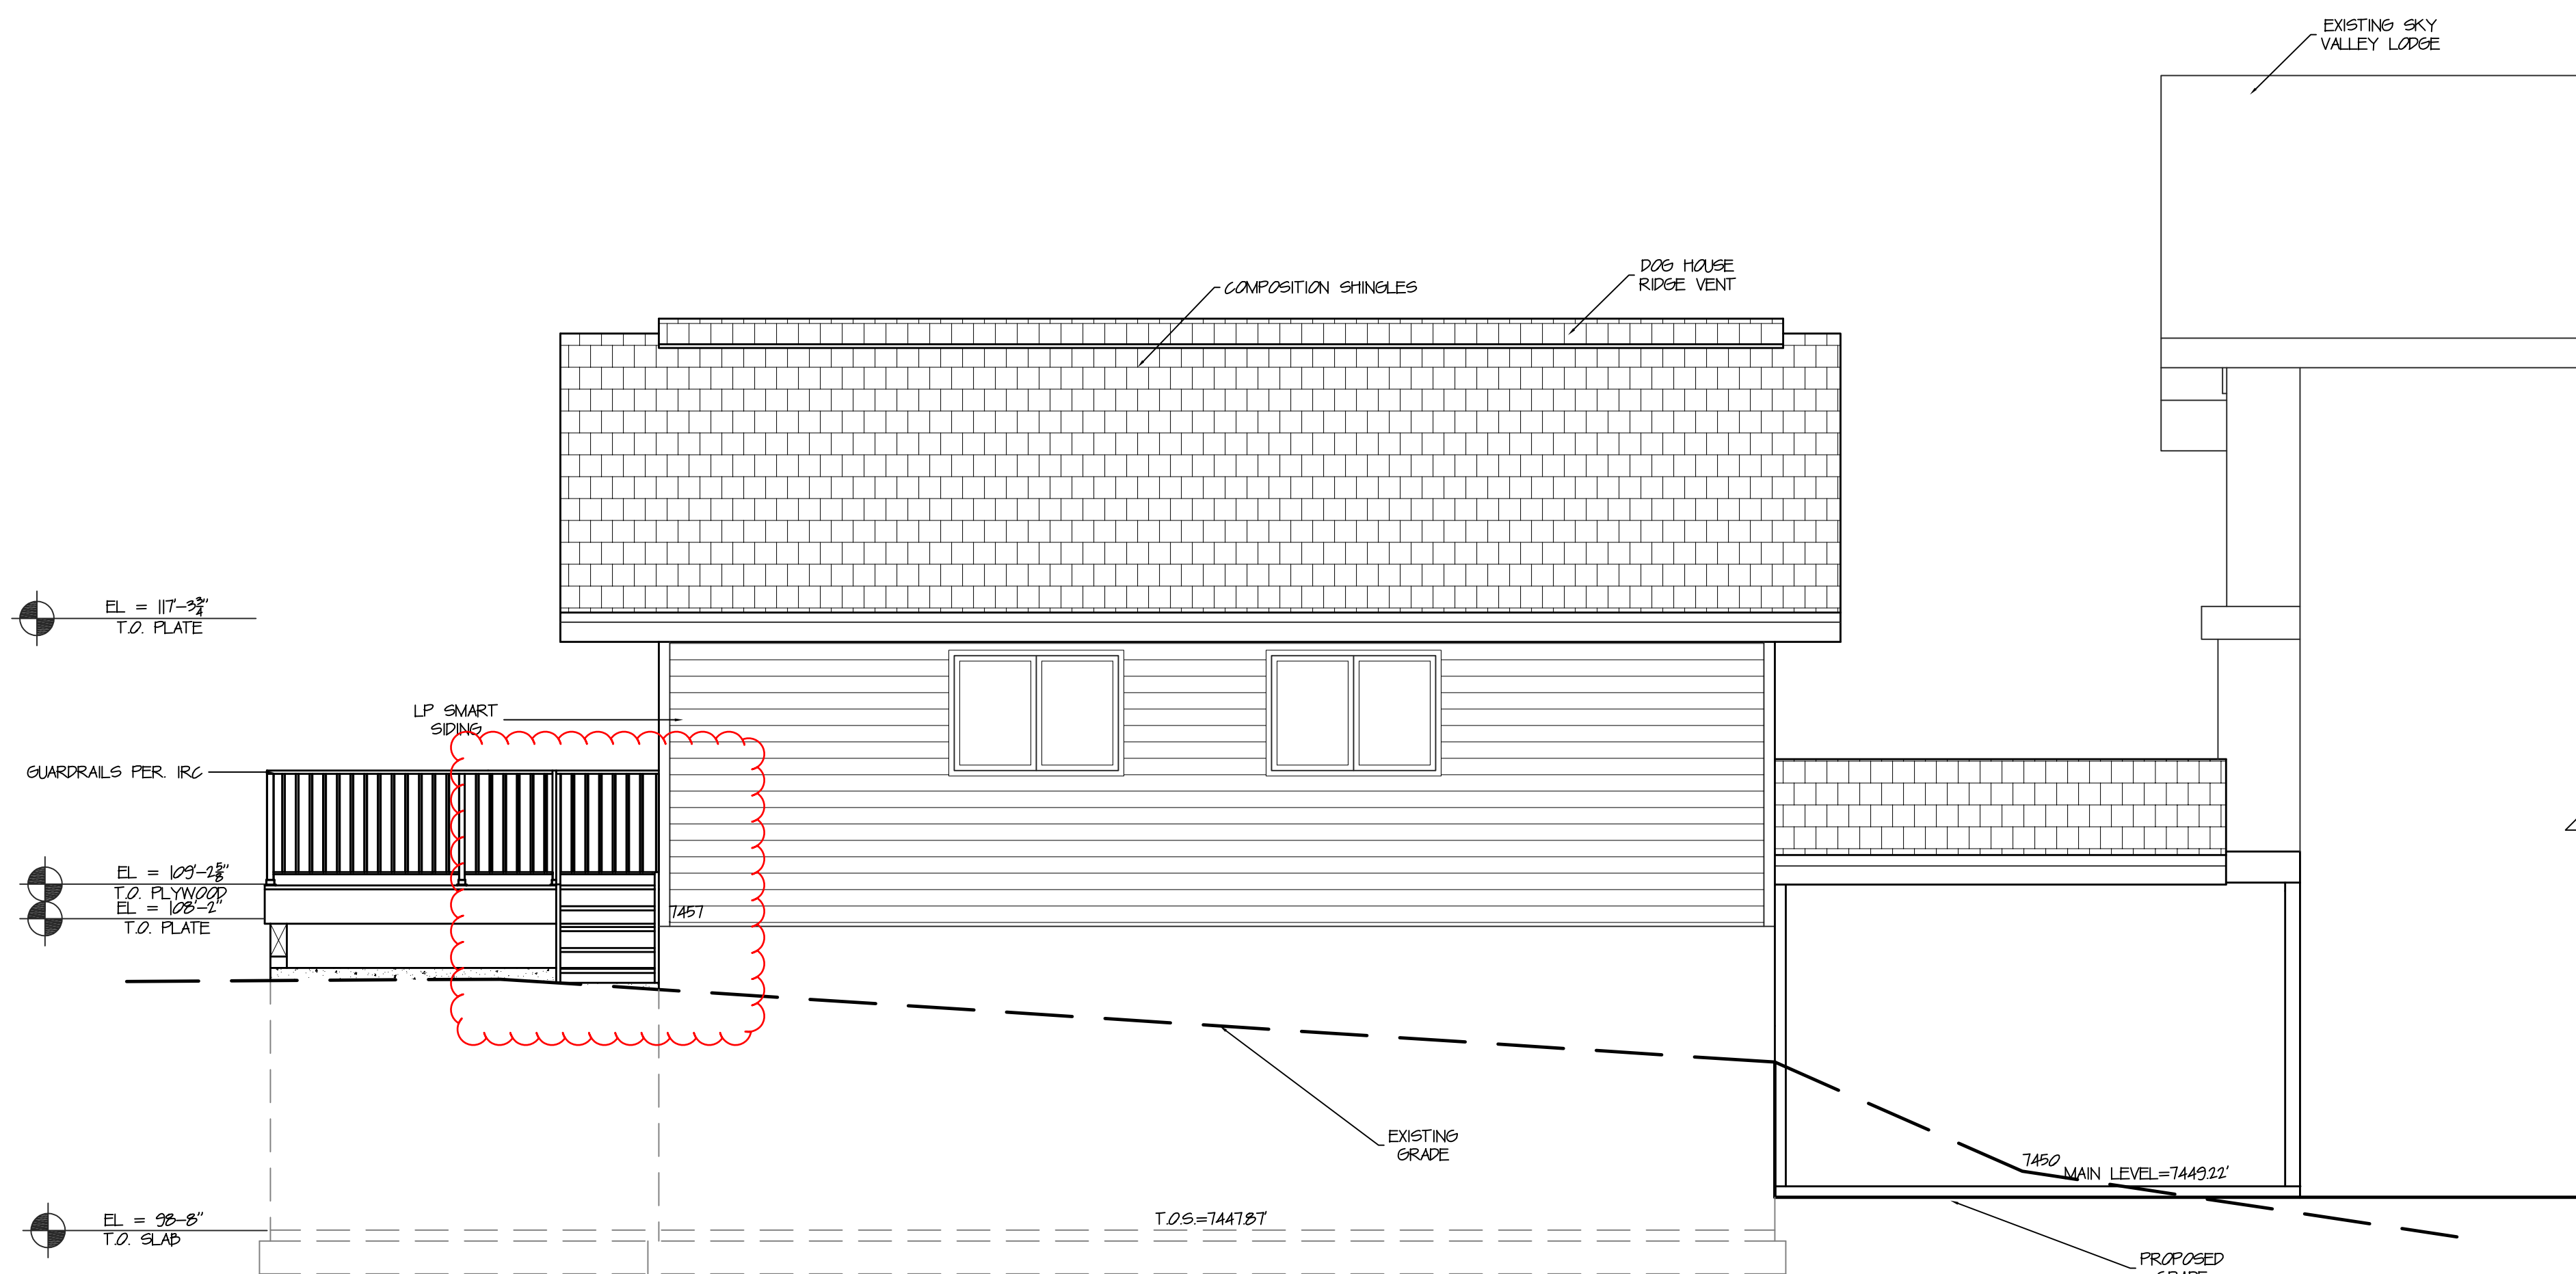 EXISTING SKY
VALLEY LODGE
DOG HOUSE
RIDGE VENT
COMPOSITION SHINGLES
EL = 117'-3¾"
T.O. PLATE
LP SMART
SIDING
GUARDRAILS PER. IRC
EL = 109'-2⅝"
T.O. PLYWOOD
EL = 108'-2"
T.O. PLATE
7457
EXISTING
GRADE
7450
MAIN LEVEL=7449.22'
T.O.S.=7447.87'
EL = 98-8"
T.O. SLAB
PROPOSED
GRADE